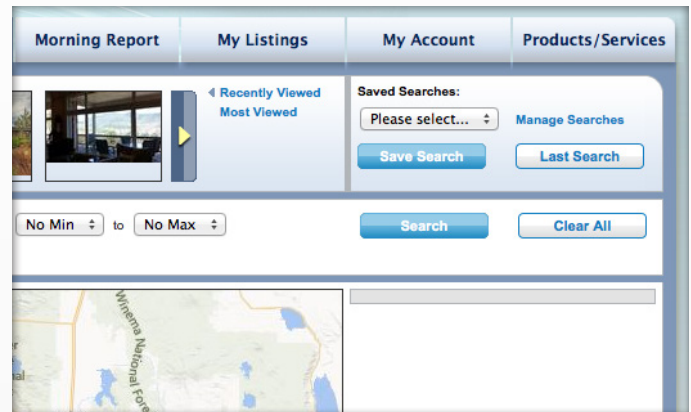 Morning Report
My Listings
My Account
Products/Services
Recently Viewed
Most Viewed
Saved Searches:
Please select...
Manage Searches
Save Search
Last Search
No Min
to
No Max
Search
Clear All
Winema National Fore